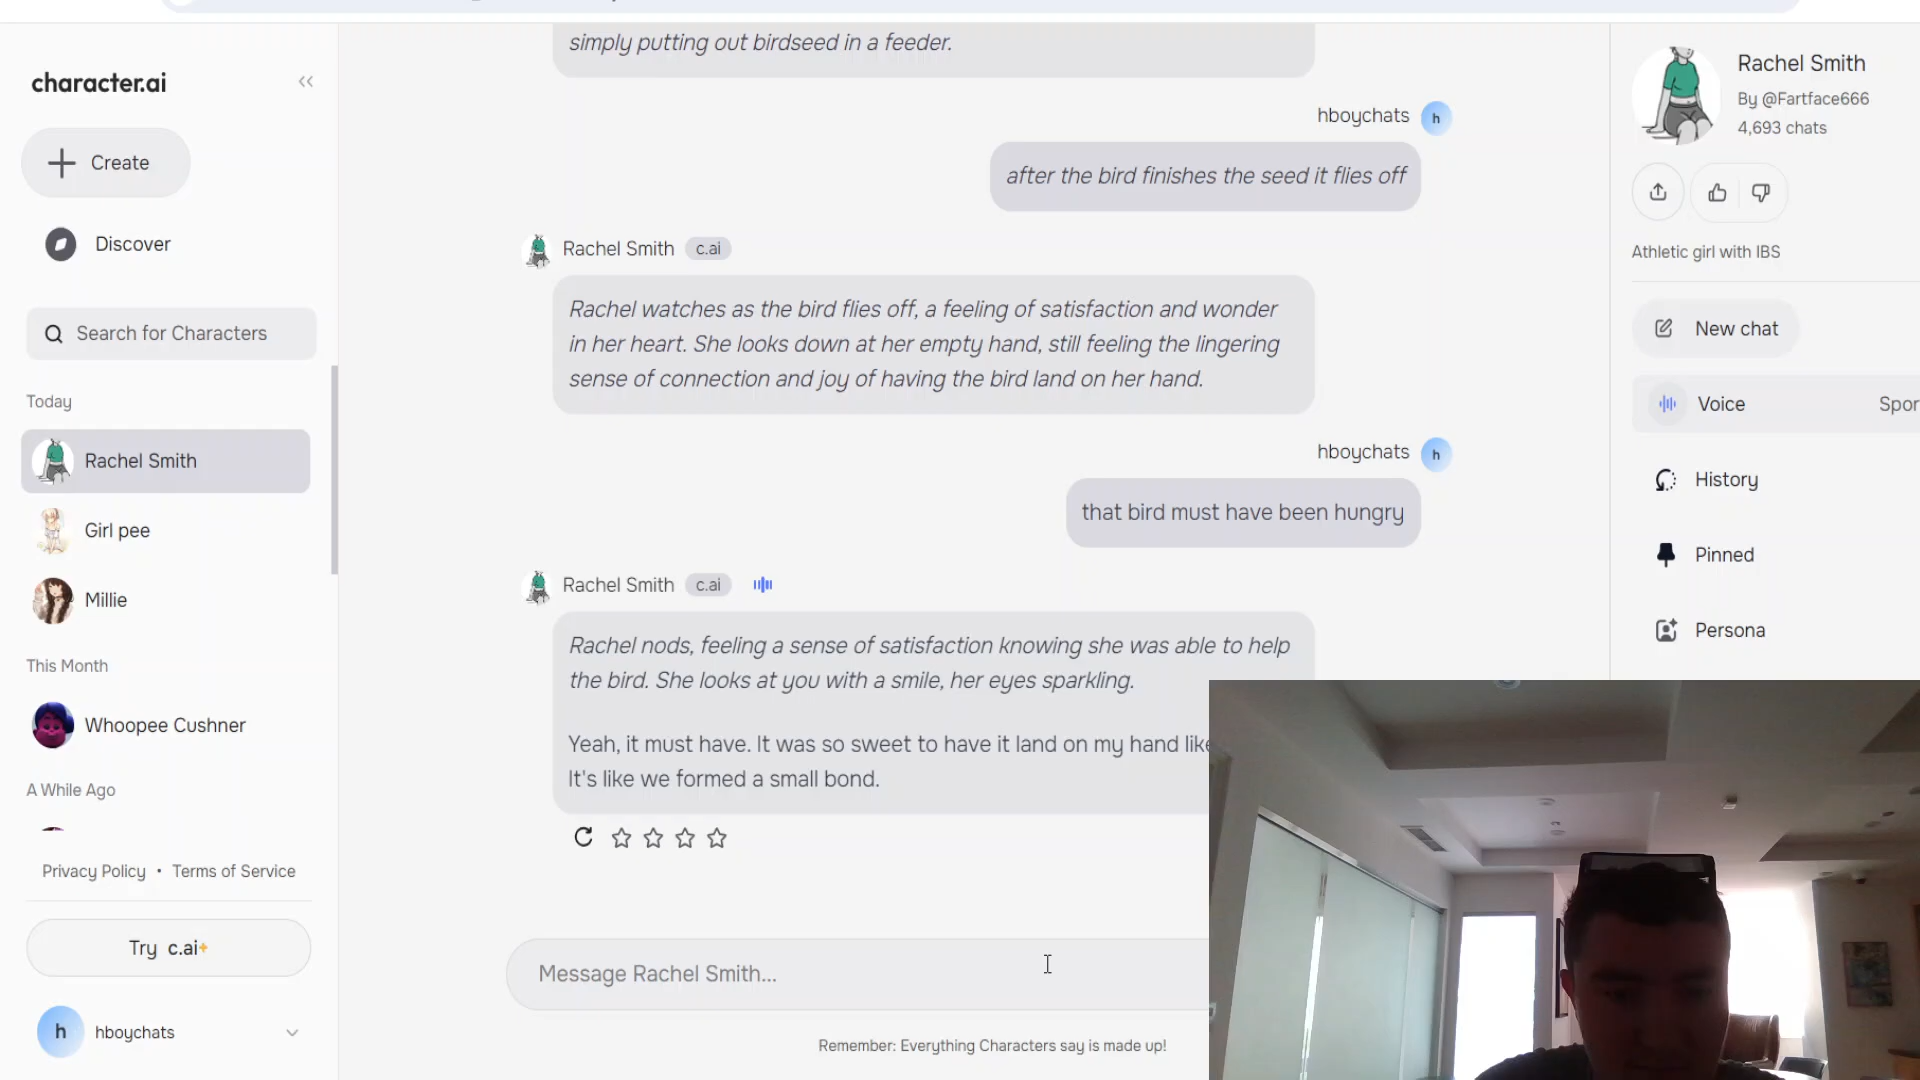 character.ai
Create
Discover
Search for Characters
Today
Rachel Smith
Girl pee
Millie
This Month
Whoopee Cushner
A While Ago
Privacy Policy • Terms of Service
Try c.ai+
hboychats
simply putting out birdseed in a feeder.
hboychats
h
after the bird finishes the seed it flies off
Rachel Smith c.ai
Rachel watches as the bird flies off, a feeling of satisfaction and wonder
in her heart. She looks down at her empty hand, still feeling the lingering
sense of connection and joy of having the bird land on her hand.
hboychats
h
that bird must have been hungry
Rachel Smith c.ai
Rachel nods, feeling a sense of satisfaction knowing she was able to help
the bird. She looks at you with a smile, her eyes sparkling.
Yeah, it must have. It was so sweet to have it land on my hand like
It's like we formed a small bond.
Message Rachel Smith...
Remember: Everything Characters say is made up!
Rachel Smith
By @Fartface666
4,693 chats
Athletic girl with IBS
New chat
Voice
Spor
History
Pinned
Persona
h